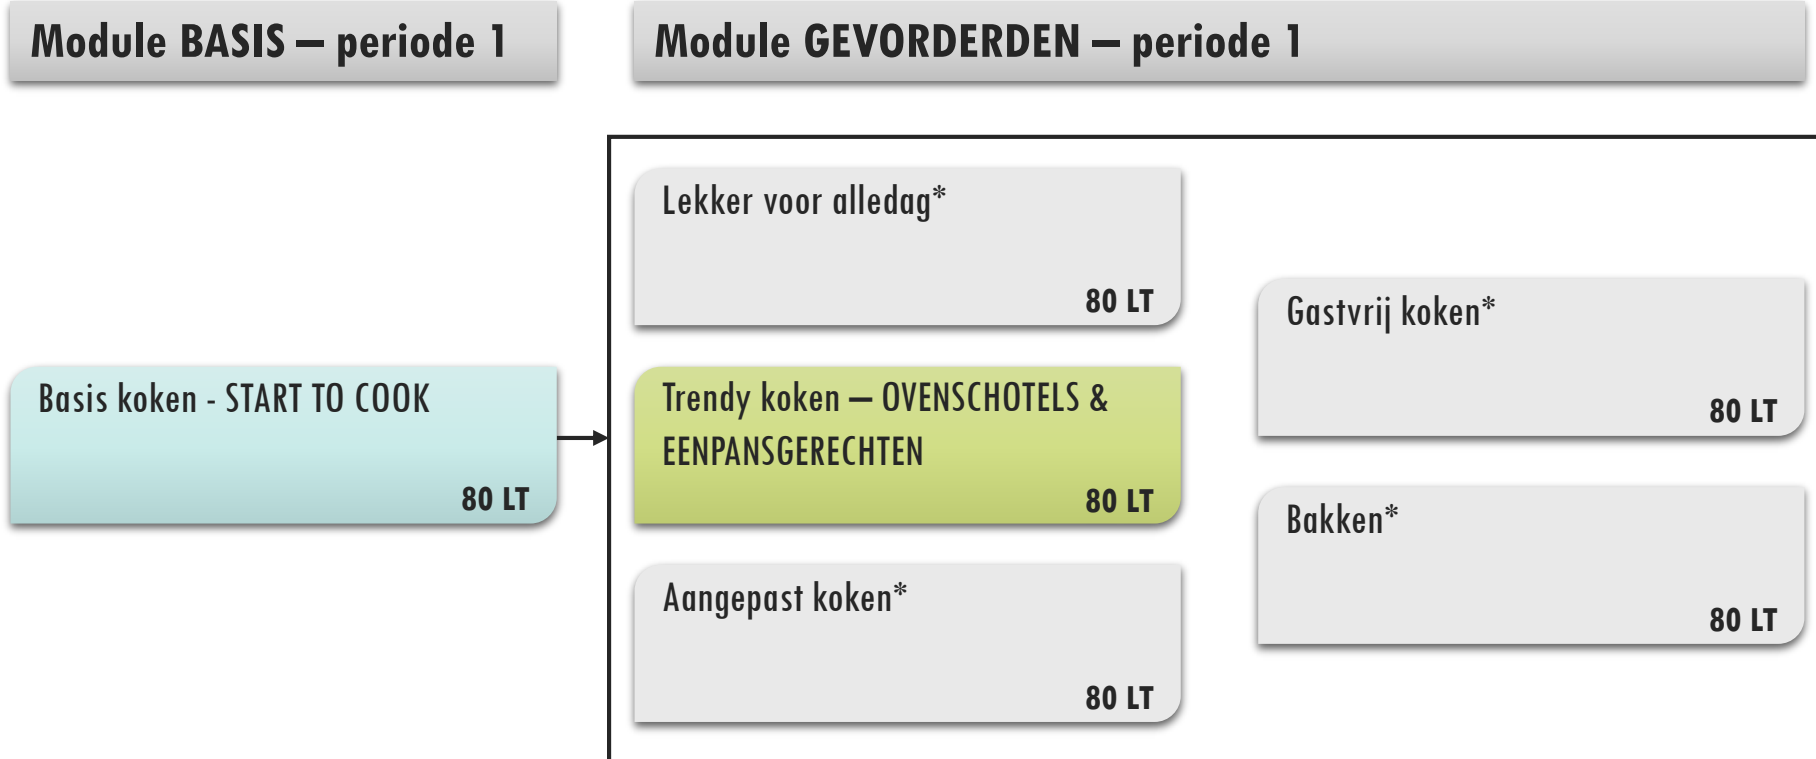 Module BASIS – periode 1
Module GEVORDERDEN – periode 1
Basis koken - START TO COOK
80 LT
Lekker voor alledag*
80 LT
Trendy koken – OVENSCHOTELS &
EENPANSGERECHTEN
80 LT
Aangepast koken*
80 LT
Gastvrij koken*
80 LT
Bakken*
80 LT